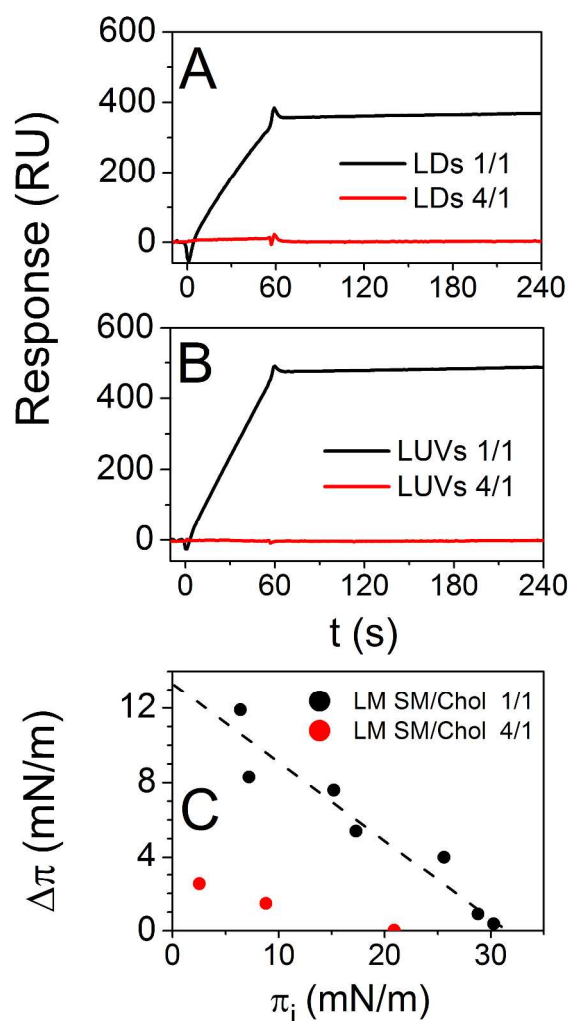 A
600
400
200
0
LDs 1/1
LDs 4/1
0 60 120 180 240
Response (RU)
B
600
400
200
0
LUVs 1/1
LUVs 4/1
0 60 120 180 240
t (s)
C
12
8
4
0
LM SM/Chol 1/1
LM SM/Chol 4/1
Δπ (mN/m)
0 10 20 30
πi (mN/m)